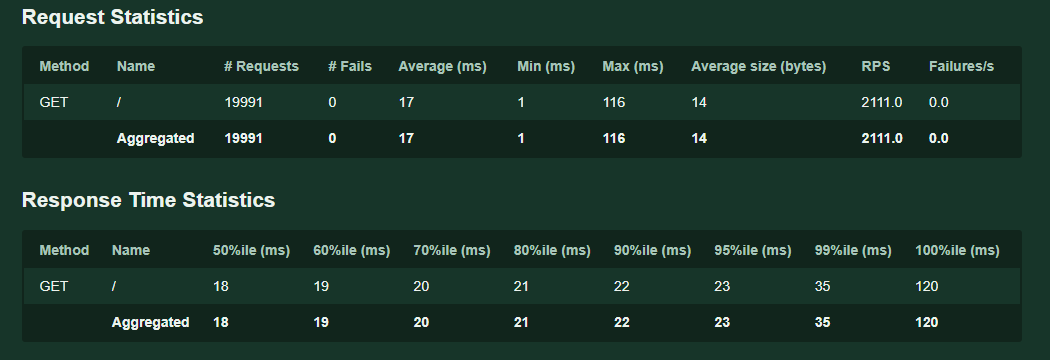 Request Statistics
Method Name # Requests # Fails Average (ms) Min (ms) Max (ms) Average size (bytes) RPS Failures/s
GET / 19991 0 17 1 116 14 2111.0 0.0
Aggregated 19991 0 17 1 116 14 2111.0 0.0
Response Time Statistics
Method Name 50%ile (ms) 60%ile (ms) 70%ile (ms) 80%ile (ms) 90%ile (ms) 95%ile (ms) 99%ile (ms) 100%ile (ms)
GET / 18 19 20 21 22 23 35 120
Aggregated 18 19 20 21 22 23 35 120